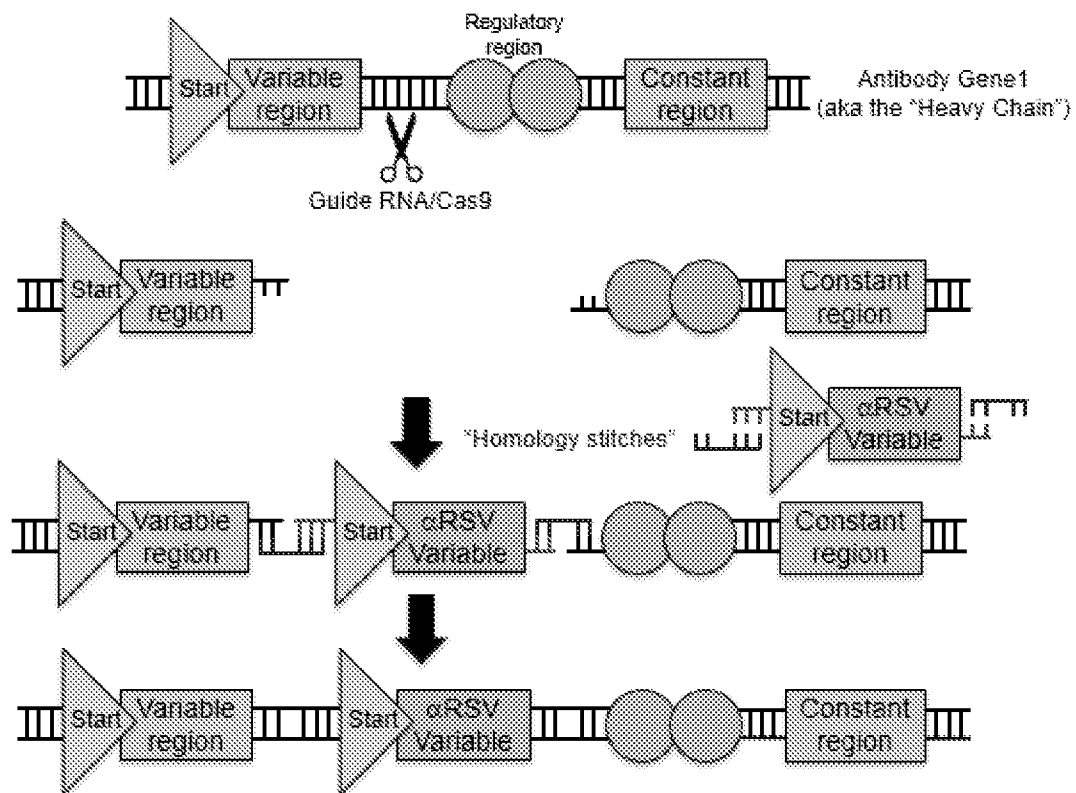 Regulatory
region
Start
Variable
region
Constant
region
Antibody Gene1
(aka the "Heavy Chain")
Guide RNA/Cas9
Start
Variable
region
Constant
region
Start
αRSV
Variable
"Homology stitches"
Start
Variable
region
Start
αRSV
Variable
Constant
region
Start
Variable
region
Start
αRSV
Variable
Constant
region